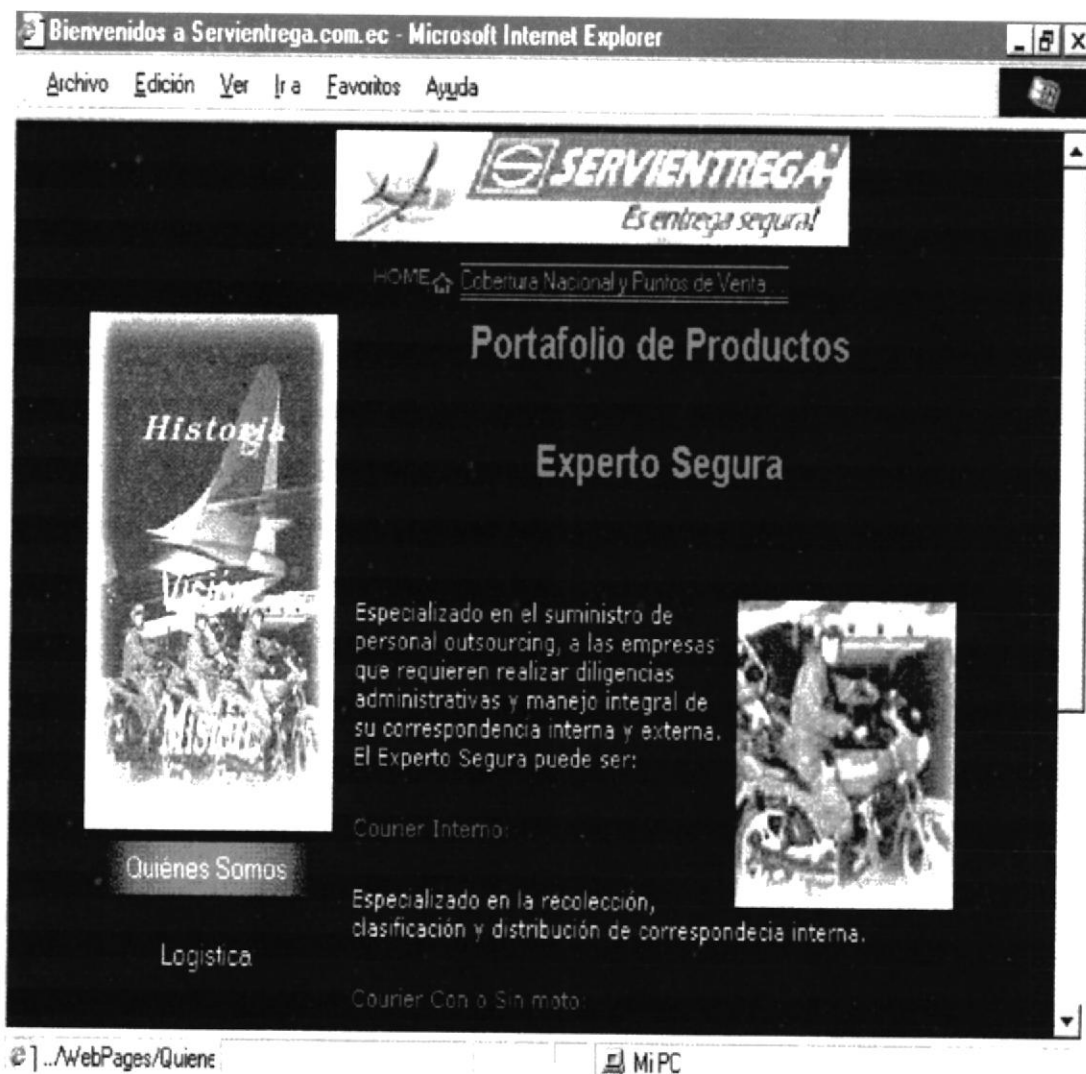 Bienvenidos a Servientrega.com.ec - Microsoft Internet Explorer
Archivo Edición Ver Ir a Favoritos Ayuda
SERVIENTREGA
Es entrega segura!
HOME Cobertura Nacional y Puntos de Venta...
Portafolio de Productos
Historia
Experto Segura
Visión
Misión
Especializado en el suministro de
personal outsourcing, a las empresas
que requieren realizar diligencias
administrativas y manejo integral de
su correspondencia interna y externa.
El Experto Segura puede ser:
Courier Interno:
Quiénes Somos
Especializado en la recolección,
clasificación y distribución de correspondecia interna.
Logistica
Courier Con o Sin moto:
../WebPages/Quiene
Mi PC